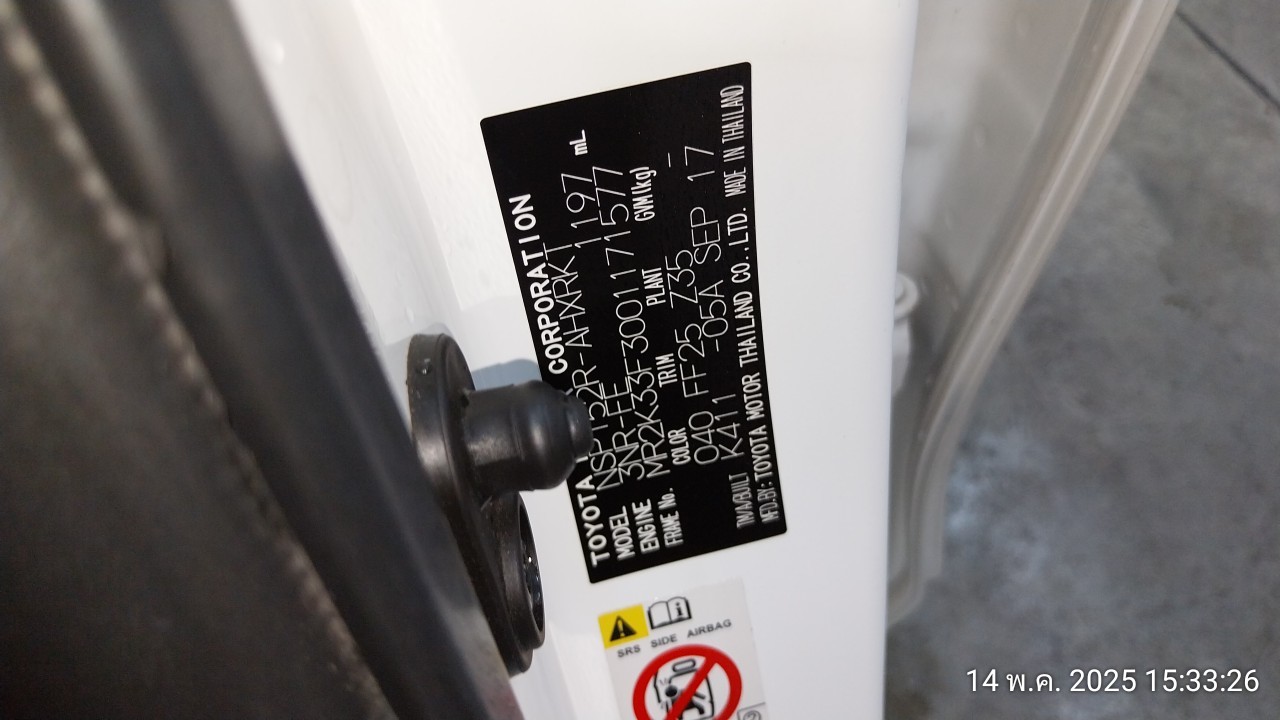 TOYOTA CORPORATION
MODEL NSP152R-AHXRKT 1197 mL
ENGINE 3NR-FE
FRAME No. MR2K33F3001171577
COLOR TRIM PLANT GVM(kg)
040 FF25 Z35 -
K411 -05A SEP 17
T/A/BUILT
MFD.BY: TOYOTA MOTOR THAILAND CO.,LTD. MADE IN THAILAND
SRS SIDE AIRBAG
14 พ.ค. 2025 15:33:26